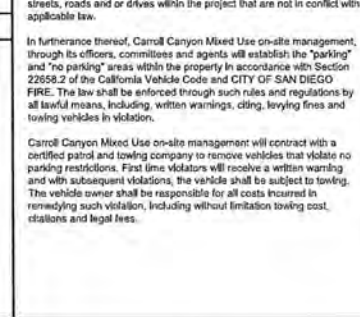 streets, roads and or drives within the project that are not in conflict with
applicable law.
In furtherance thereof, Carroll Canyon Mixed Use on-site management,
through its officers, committees and agents will establish the "parking"
and "no parking" areas within the property in accordance with Section
22658.2 of the California Vehicle Code and CITY OF SAN DIEGO
FIRE. The law shall be enforced through such rules and regulations by
all lawful means, including, written warnings, citing, levying fines and
towing vehicles in violation.
Carroll Canyon Mixed Use on-site management will contract with a
certified patrol and towing company to remove vehicles that violate no
parking restrictions. First time violators will receive a written warning
and with subsequent violations, the vehicle shall be subject to towing.
The vehicle owner shall be responsible for all costs incurred in
remedying such violation, including without limitation towing cost,
citations and legal fees.